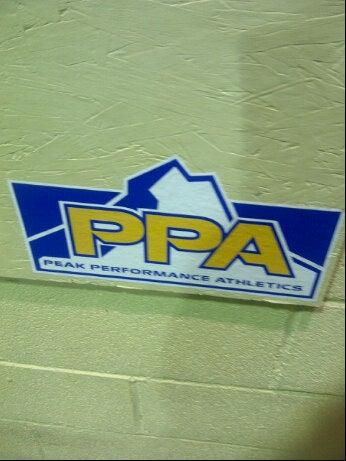 PPA
PEAK PERFORMANCE ATHLETICS